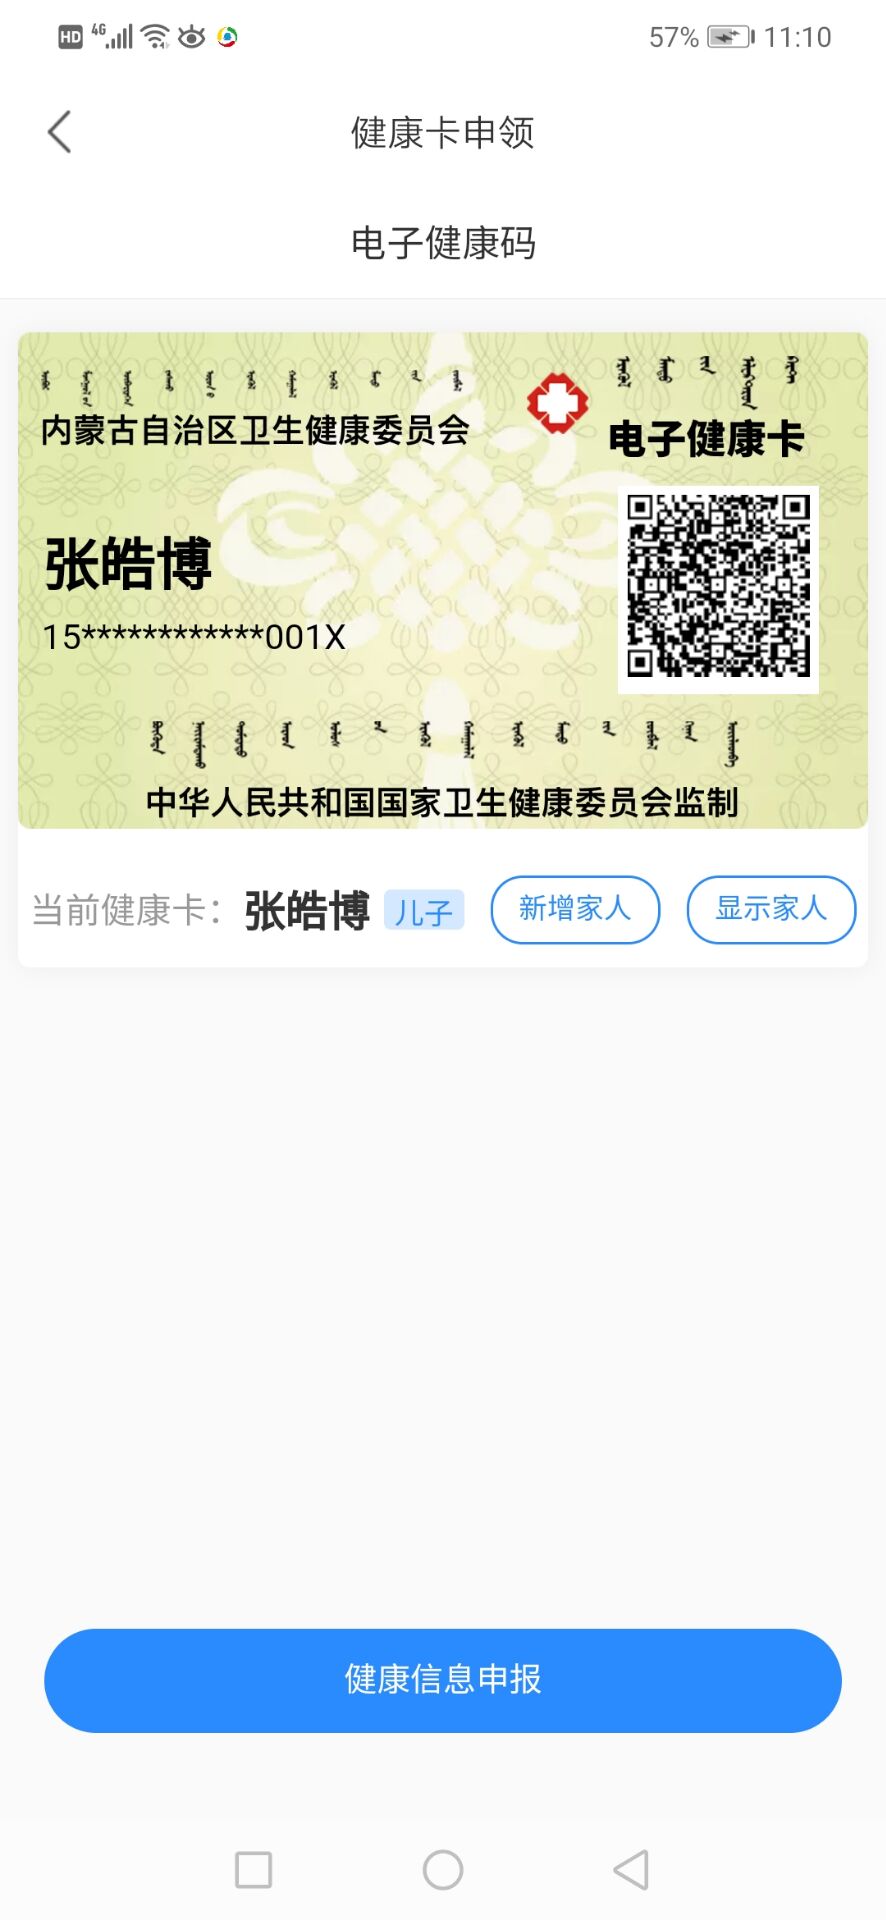 HD 4G 57% 11:10
健康卡申领
电子健康码
内蒙古自治区卫生健康委员会
电子健康卡
张皓博
15************001X
中华人民共和国国家卫生健康委员会监制
当前健康卡： 张皓博 儿子 新增家人 显示家人
健康信息申报